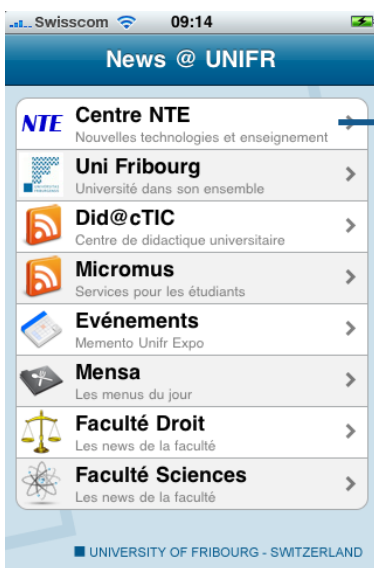 Swisscom 09:14
News @ UNIFR
NTE Centre NTE
Nouvelles technologies et enseignement
Uni Fribourg
Université dans son ensemble
Did@cTIC
Centre de didactique universitaire
Micromus
Services pour les étudiants
Evénements
Memento Unifr Expo
Mensa
Les menus du jour
Faculté Droit
Les news de la faculté
Faculté Sciences
Les news de la faculté
UNIVERSITY OF FRIBOURG - SWITZERLAND